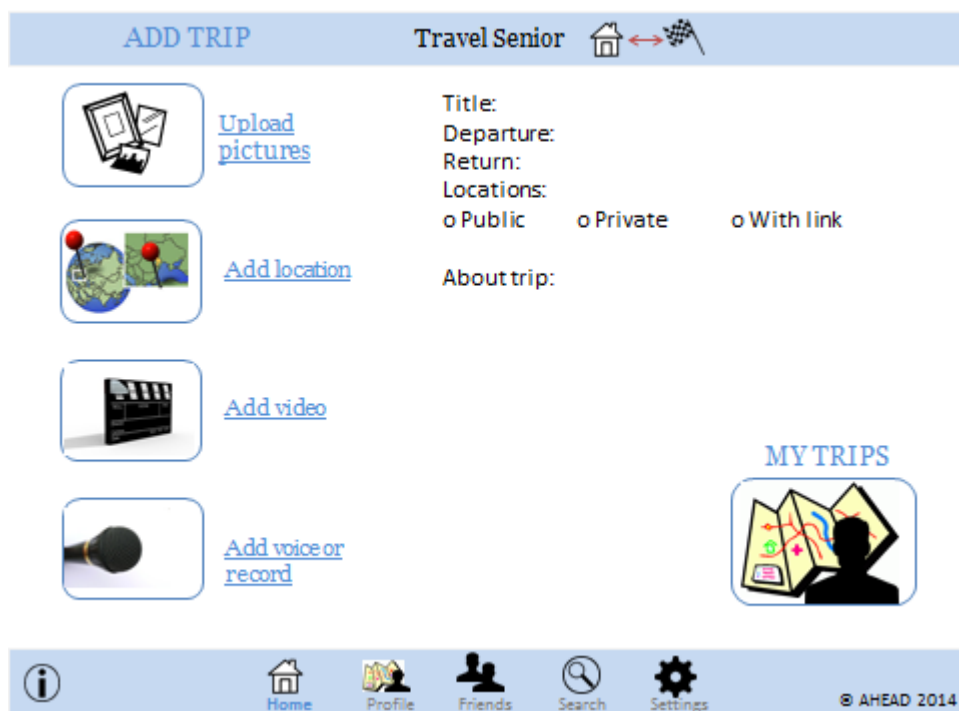 ADD TRIP
Travel Senior
Upload
pictures
Title:
Departure:
Return:
Locations:
o Public o Private o With link
Add location
About trip:
Add video
MY TRIPS
Add voice or
record
Home Profile Friends Search Settings
© AHEAD 2014